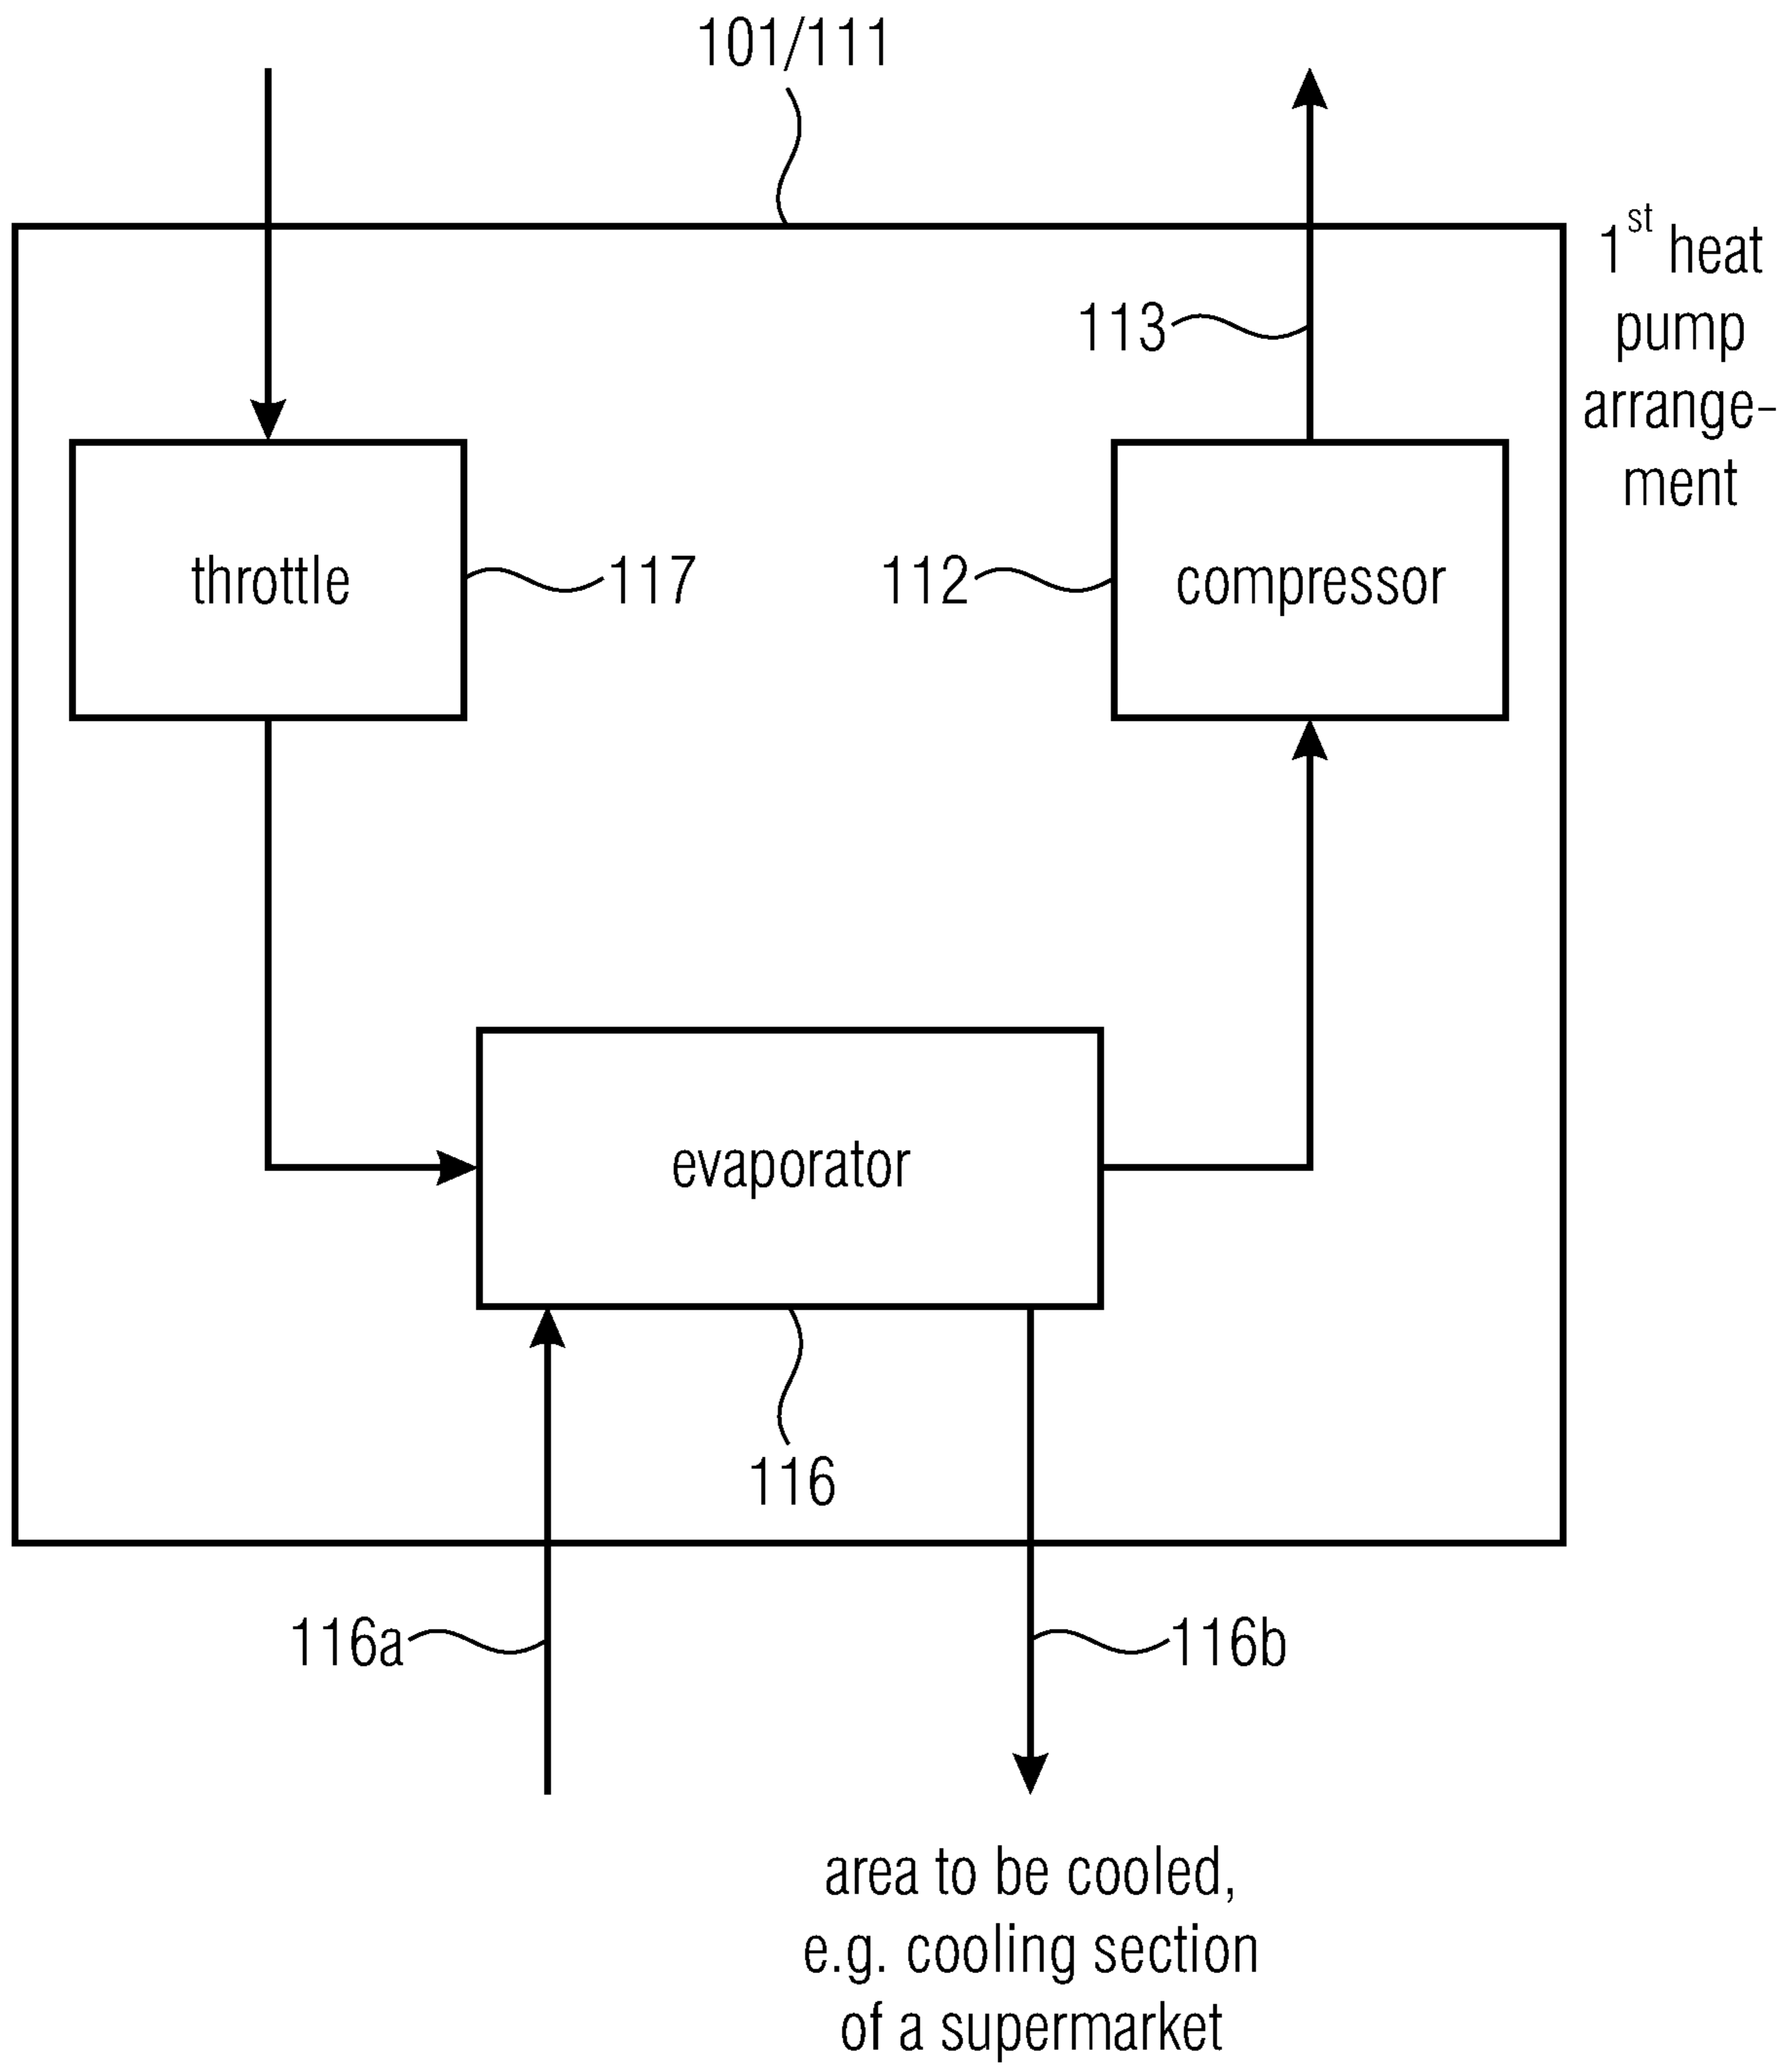 101/111
1st heat
pump
arrange-
ment
113
throttle
117
112
compressor
evaporator
116
116a
116b
area to be cooled,
e.g. cooling section
of a supermarket